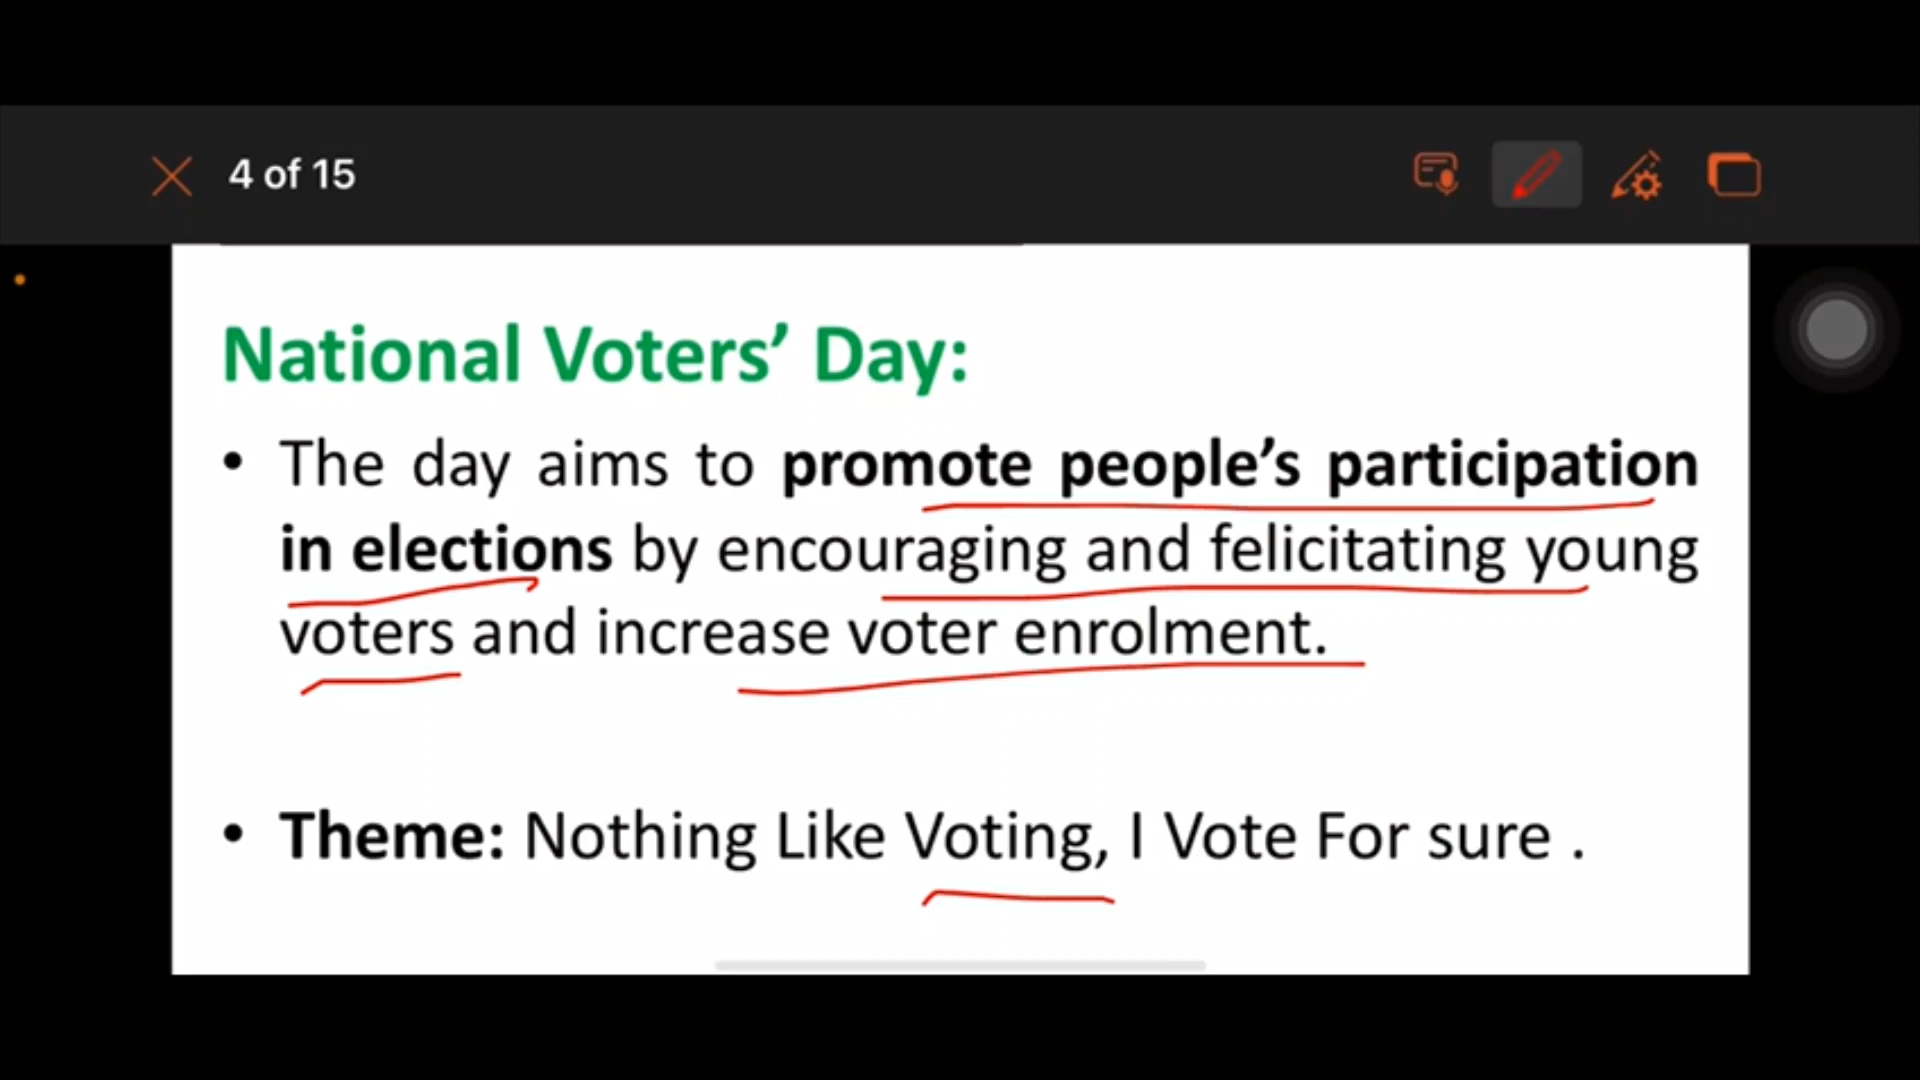 4 of 15
National Voters’ Day:
• The day aims to promote people’s participation
in elections by encouraging and felicitating young
voters and increase voter enrolment.
• Theme: Nothing Like Voting, I Vote For sure .